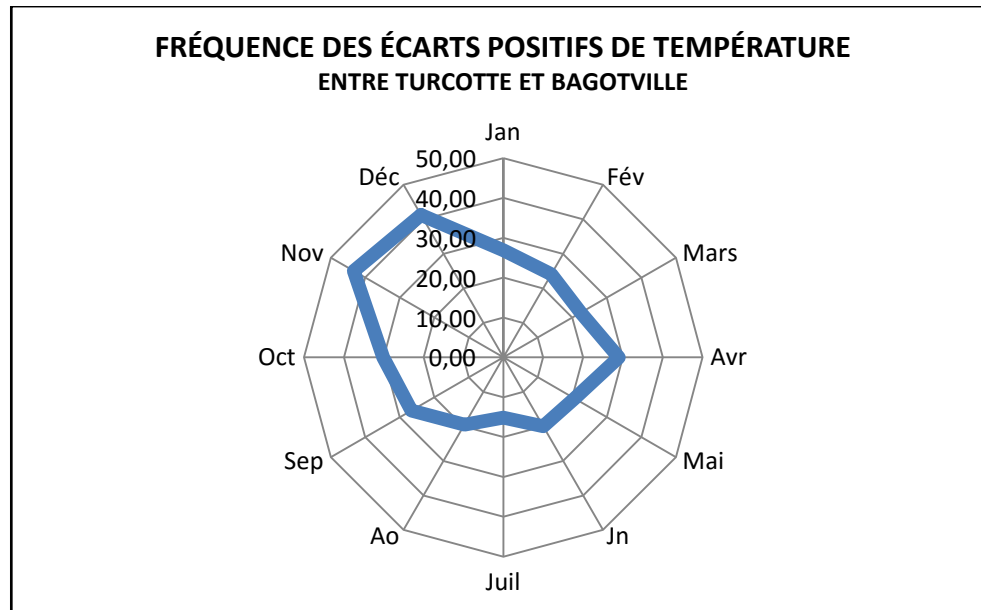 FRÉQUENCE DES ÉCARTS POSITIFS DE TEMPÉRATURE
ENTRE TURCOTTE ET BAGOTVILLE
Jan
50,00
Déc
Fév
40,00
30,00
Nov
Mars
20,00
10,00
Oct
0,00
Avr
Sep
Mai
Ao
Jn
Juil